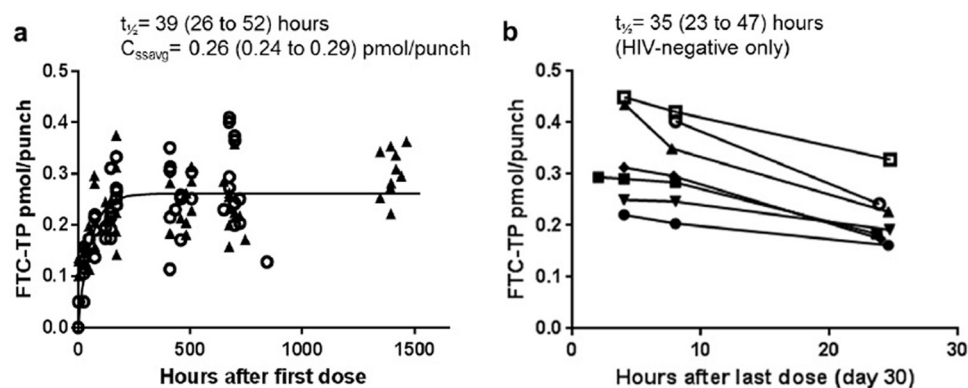 a
t½= 39 (26 to 52) hours
Cssavg= 0.26 (0.24 to 0.29) pmol/punch
FTC-TP pmol/punch
0.5
0.4
0.3
0.2
0.1
0.0
0
500
1000
1500
Hours after first dose
b
t½= 35 (23 to 47) hours
(HIV-negative only)
FTC-TP pmol/punch
0.5
0.4
0.3
0.2
0.1
0.0
0
10
20
30
Hours after last dose (day 30)